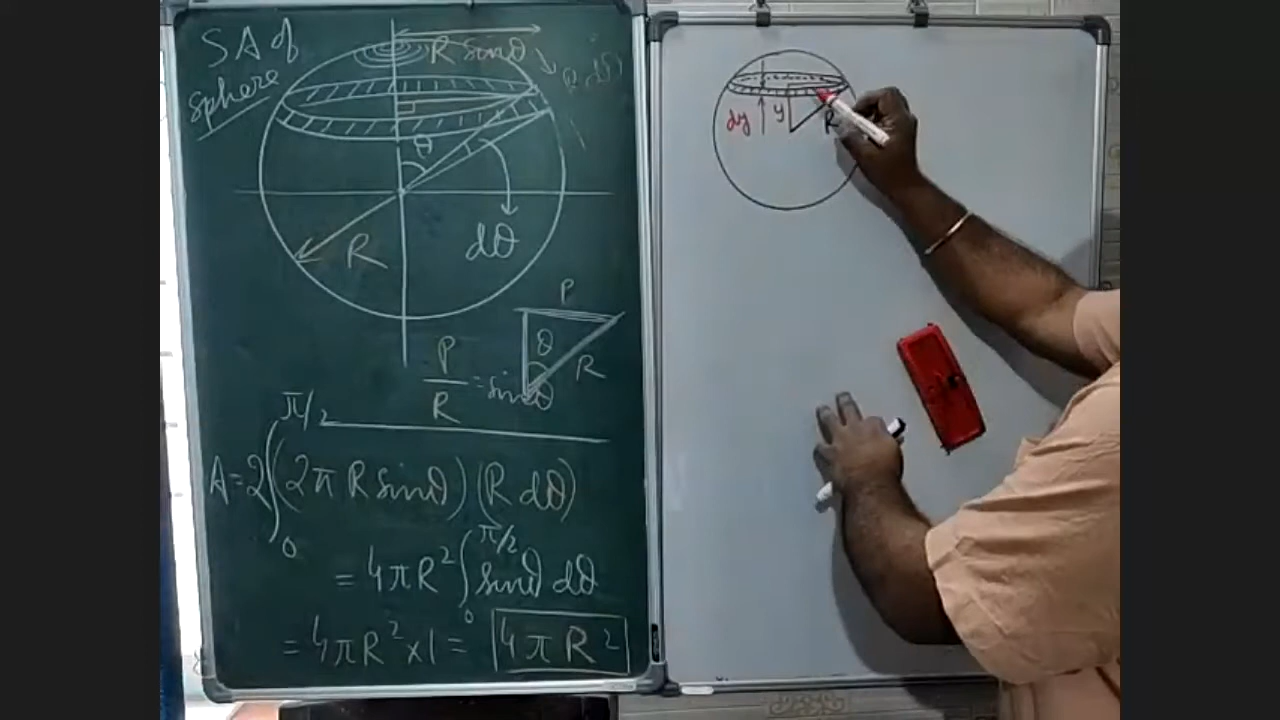 SA of
sphere
R sinθ
R dθ
θ
R
dθ
P
θ
R
P/R = sinθ
A = 2∫₀^(π/2) (2πR sinθ)(R dθ)
= 4πR² ∫₀^(π/2) sinθ dθ
= 4πR² × 1 = 4πR²
dy
y
R